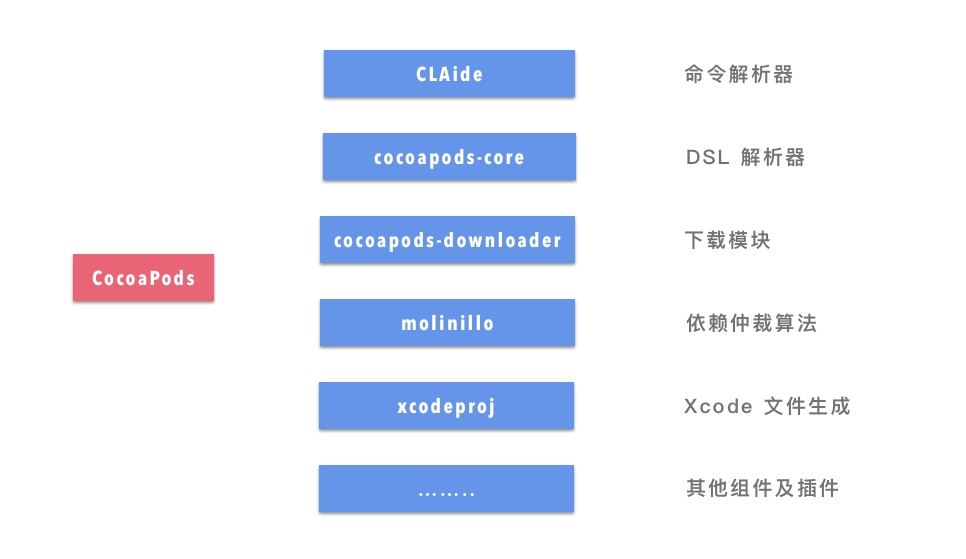 CLAide 命令解析器
cocoapods-core DSL 解析器
cocoapods-downloader 下载模块
CocoaPods
molinillo 依赖仲裁算法
xcodeproj Xcode 文件生成
........ 其他组件及插件